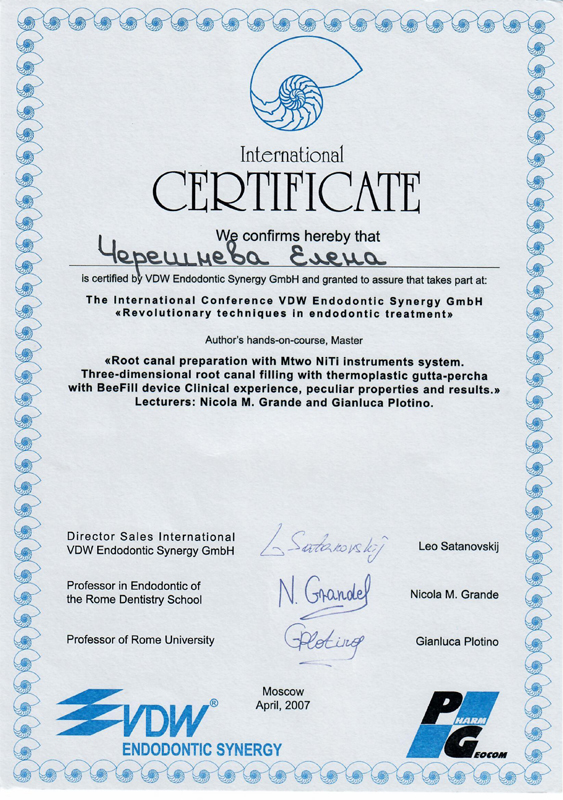 International
CERTIFICATE
We confirms hereby that
Черешнева Елена
is certified by VDW Endodontic Synergy GmbH and granted to assure that takes part at:
The International Conference VDW Endodontic Synergy GmbH
«Revolutionary techniques in endodontic treatment»
Author's hands-on-course, Master
«Root canal preparation with Mtwo NiTi instruments system.
Three-dimensional root canal filling with thermoplastic gutta-percha
with BeeFill device Clinical experience, peculiar properties and results.»
Lecturers: Nicola M. Grande and Gianluca Plotino.
Director Sales International
VDW Endodontic Synergy GmbH
L Satanovskij
Leo Satanovskij
Professor in Endodontic of
the Rome Dentistry School
N. Grande
Nicola M. Grande
Professor of Rome University
GPlotino
Gianluca Plotino
Moscow
April, 2007
VDW®
ENDODONTIC SYNERGY
PHARM
GEOCOM